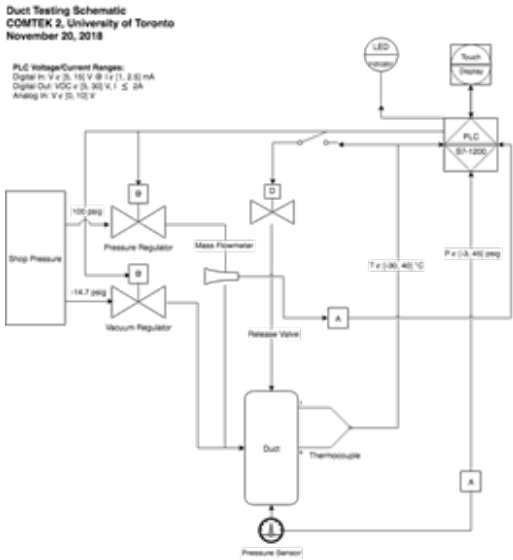 Duct Testing Schematic
COMTEK 2, University of Toronto
November 20, 2018
PLC Voltage/Current Ranges:
Digital In: V ε [5, 15] V @ I ε [1, 2.5] mA
Digital Out: VDC ε [5, 30] V, I ≤ 2A
Analog In: V ε [0, 10] V
LED
Indicator
Touch
Display
PLC
S7-1200
D
100 psig
Pressure Regulator
Mass Flowmeter
Shop Pressure
T ε [-30, 40] °C
P ε [-3, 45] psig
-14.7 psig
Vacuum Regulator
A
Release Valve
Duct
Thermocouple
A
Pressure Sensor